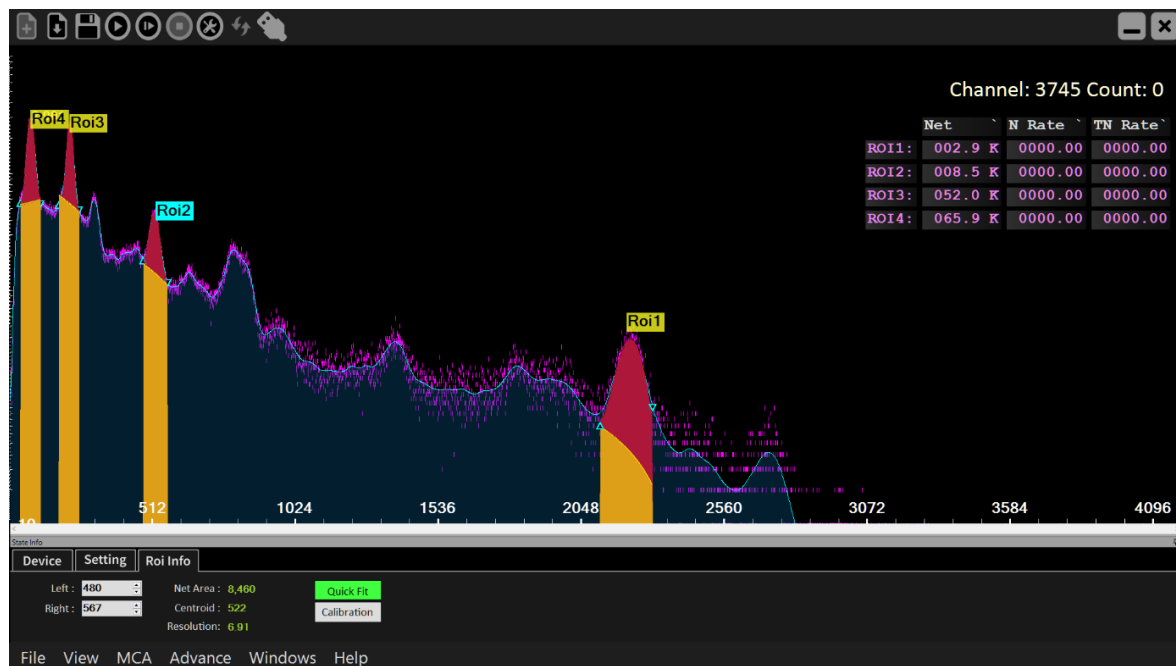 Channel: 3745 Count: 0
Net ` N Rate ` TN Rate`
ROI1: 002.9 K 0000.00 0000.00
ROI2: 008.5 K 0000.00 0000.00
ROI3: 052.0 K 0000.00 0000.00
ROI4: 065.9 K 0000.00 0000.00
Roi4 Roi3
Roi2
Roi1
512 1024 1536 2048 2560 3072 3584 4096
State Info
Device Setting Roi Info
Left : 480 Net Area : 8,460 Quick Fit
Right : 567 Centroid : 522 Calibration
Resolution: 6.91
File View MCA Advance Windows Help